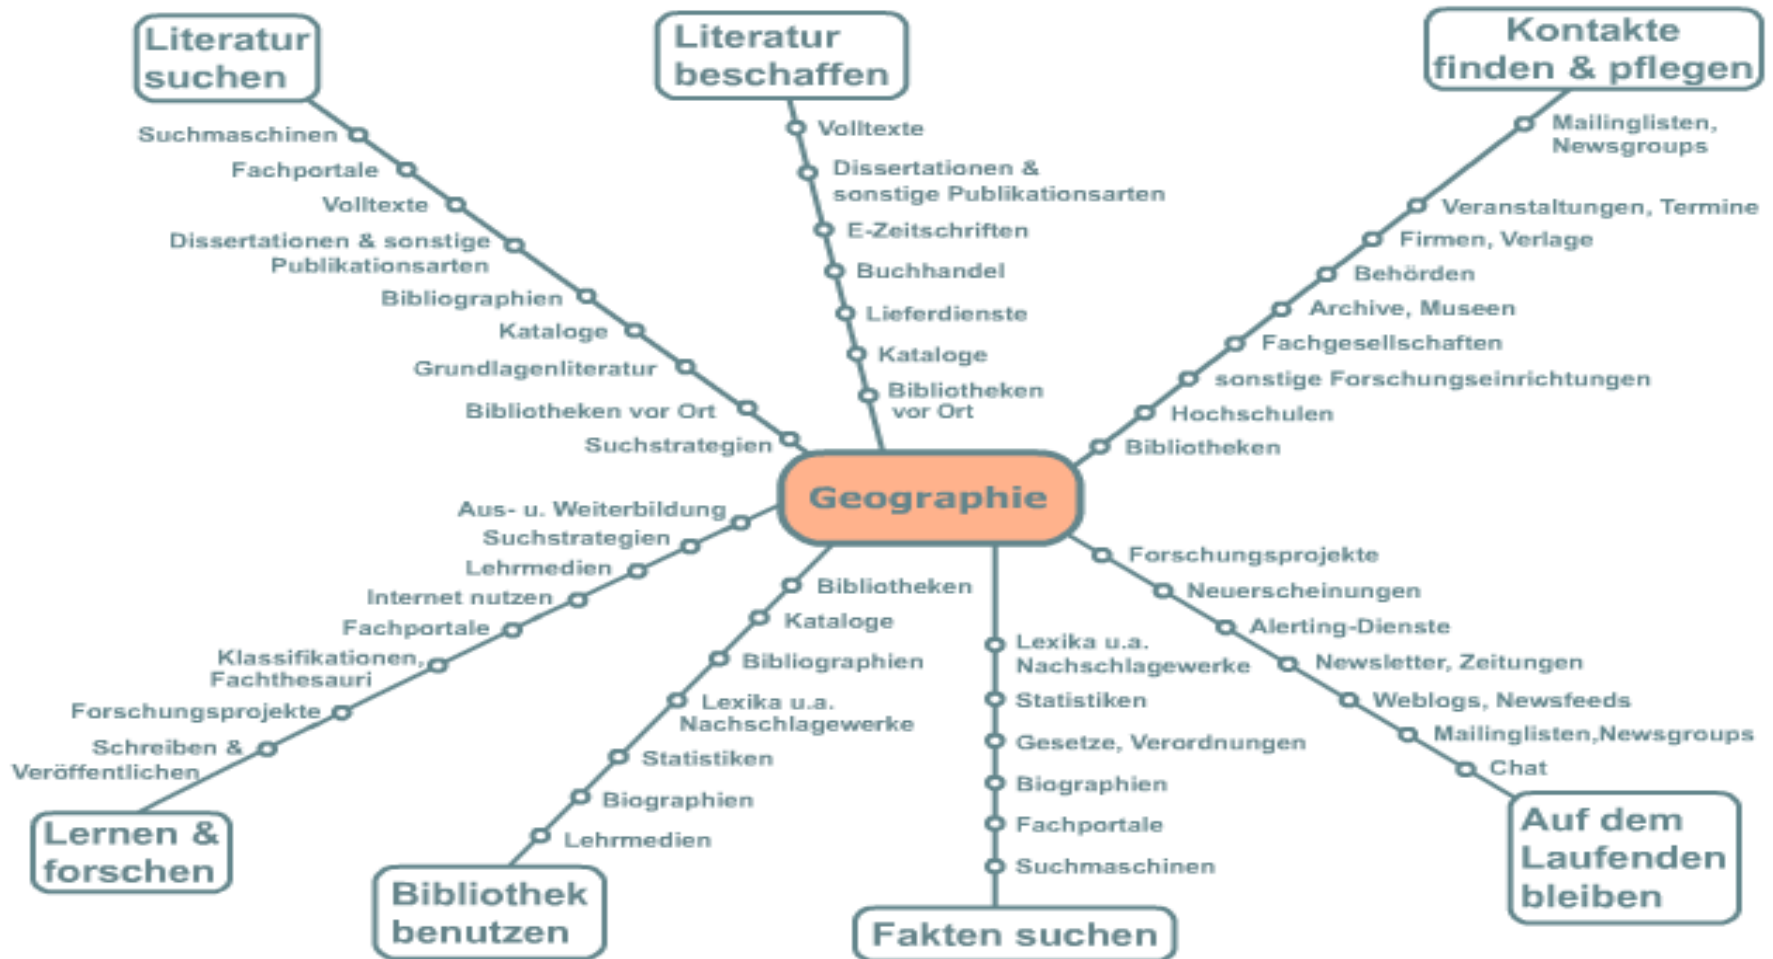 Literatur
suchen
Suchmaschinen
Fachportale
Volltexte
Dissertationen & sonstige
Publikationsarten
Bibliographien
Kataloge
Grundlagenliteratur
Bibliotheken vor Ort
Suchstrategien
Literatur
beschaffen
Volltexte
Dissertationen &
sonstige Publikationsarten
E-Zeitschriften
Buchhandel
Lieferdienste
Kataloge
Bibliotheken
vor Ort
Kontakte
finden & pflegen
Mailinglisten,
Newsgroups
Veranstaltungen, Termine
Firmen, Verlage
Behörden
Archive, Museen
Fachgesellschaften
sonstige Forschungseinrichtungen
Hochschulen
Bibliotheken
Geographie
Aus- u. Weiterbildung
Suchstrategien
Lehrmedien
Internet nutzen
Fachportale
Klassifikationen,
Fachthesauri
Forschungsprojekte
Schreiben &
Veröffentlichen
Lernen &
forschen
Bibliotheken
Kataloge
Bibliographien
Lexika u.a.
Nachschlagewerke
Statistiken
Biographien
Lehrmedien
Bibliothek
benutzen
Lexika u.a.
Nachschlagewerke
Statistiken
Gesetze, Verordnungen
Biographien
Fachportale
Suchmaschinen
Fakten suchen
Forschungsprojekte
Neuerscheinungen
Alerting-Dienste
Newsletter, Zeitungen
Weblogs, Newsfeeds
Mailinglisten,Newsgroups
Chat
Auf dem
Laufenden
bleiben